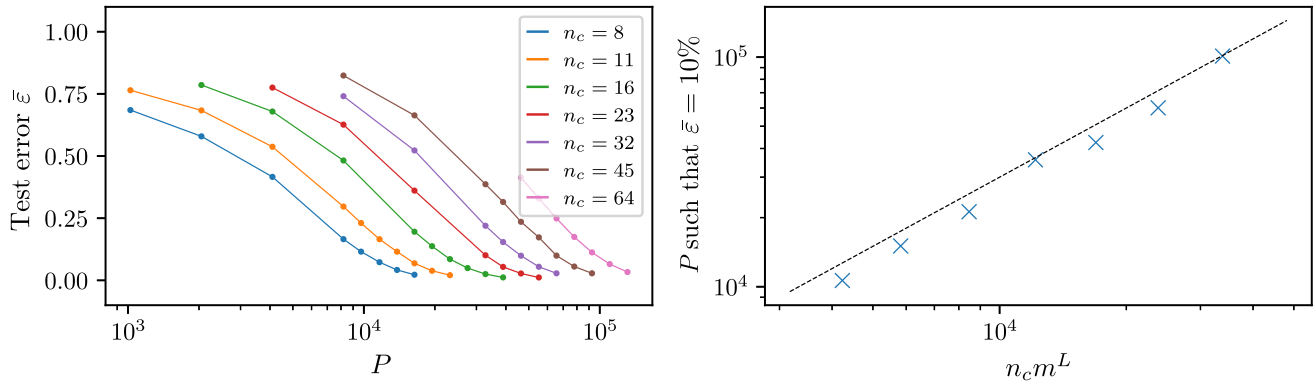 1.00
0.75
0.50
0.25
0.00
Test error ε̄
10³
10⁴
10⁵
P
n_c = 8
n_c = 11
n_c = 16
n_c = 23
n_c = 32
n_c = 45
n_c = 64
10⁵
10⁴
P such that ε̄ = 10%
10⁴
n_c m^L